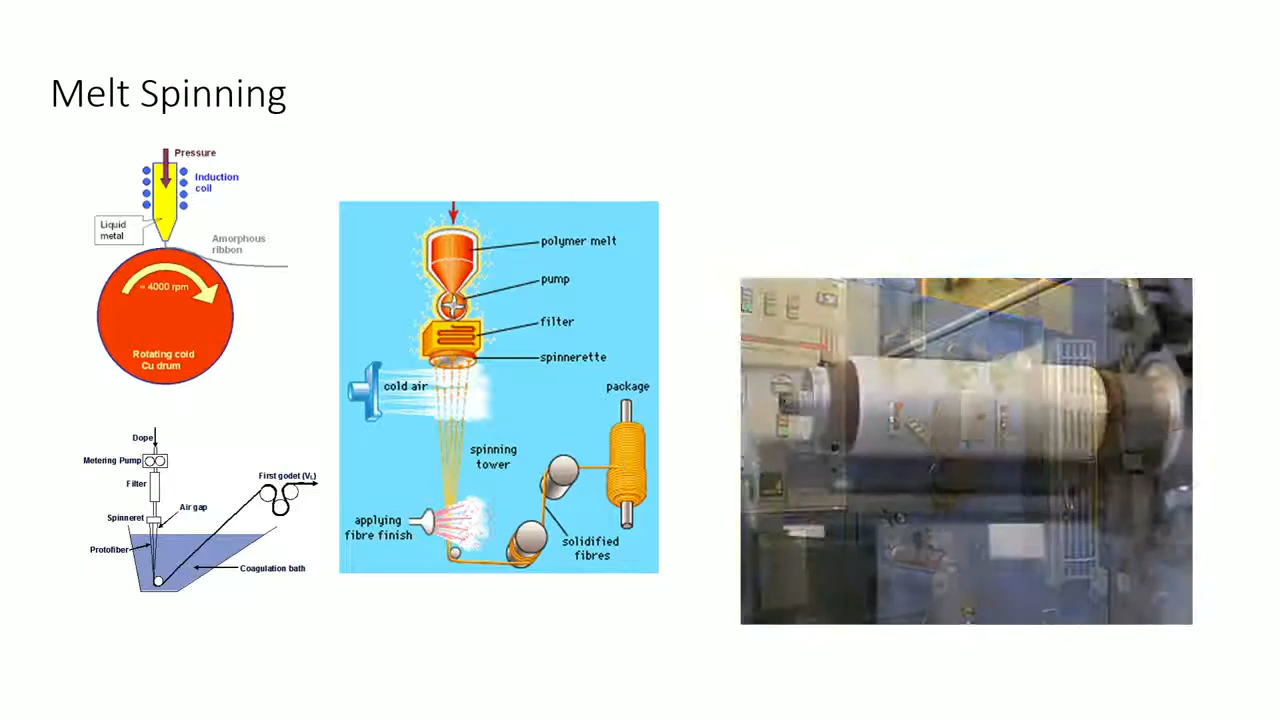 Melt Spinning
Pressure
Induction
coil
Liquid
metal
Amorphous
ribbon
≈ 4000 rpm
Rotating cold
Cu drum
Dope
Metering Pump
Filter
Spinneret
Air gap
Protofiber
First godet (VL)
Coagulation bath
polymer melt
pump
filter
spinnerette
cold air
package
spinning
tower
applying
fibre finish
solidified
fibres